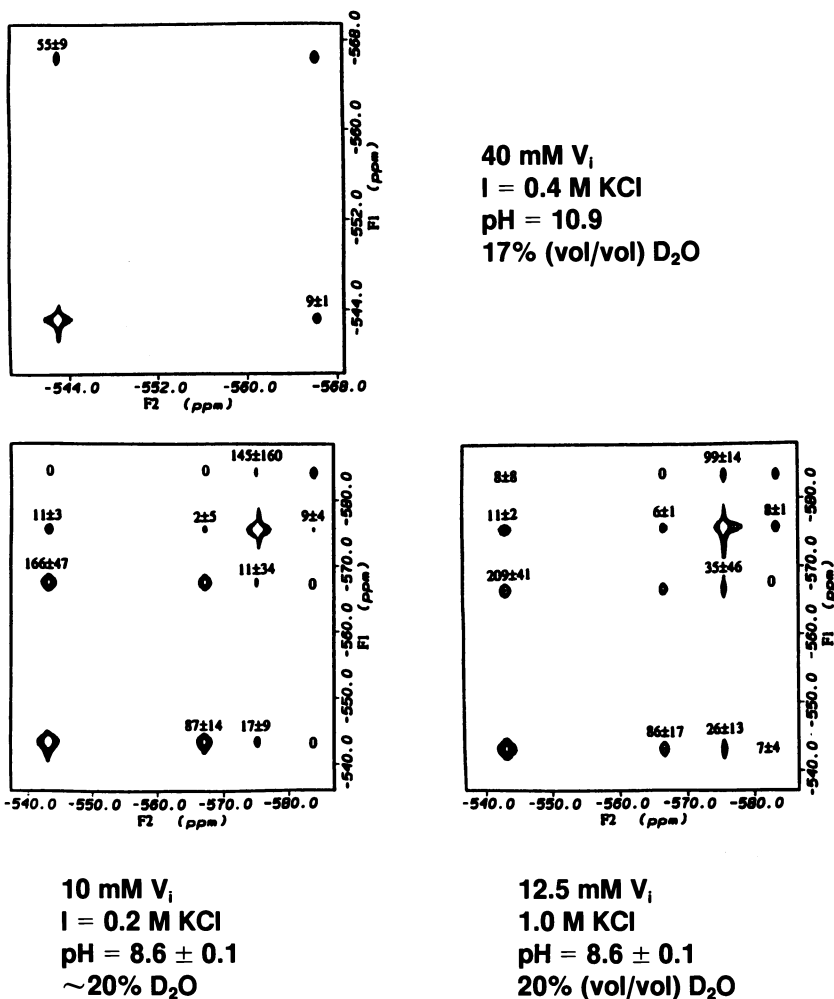 55±9
9±1
-568.0
-560.0
-552.0
-544.0
F1 (ppm)
-544.0 -552.0 -560.0 -568.0
F2 (ppm)
40 mM Vᵢ
I = 0.4 M KCl
pH = 10.9
17% (vol/vol) D₂O
0 0 145±160
11±3 2±5 9±4
166±47 11±34 0
87±14 17±9 0
-580.0
-570.0
-560.0
-550.0
-540.0
F1 (ppm)
-540.0 -550.0 -560.0 -570.0 -580.0
F2 (ppm)
10 mM Vᵢ
I = 0.2 M KCl
pH = 8.6 ± 0.1
~20% D₂O
8±8 0 99±14
11±2 6±1 8±1
209±41 35±46 0
86±17 26±13 7±4
-580.0
-570.0
-560.0
-550.0
-540.0
F1 (ppm)
-540.0 -550.0 -560.0 -570.0 -580.0
F2 (ppm)
12.5 mM Vᵢ
1.0 M KCl
pH = 8.6 ± 0.1
20% (vol/vol) D₂O